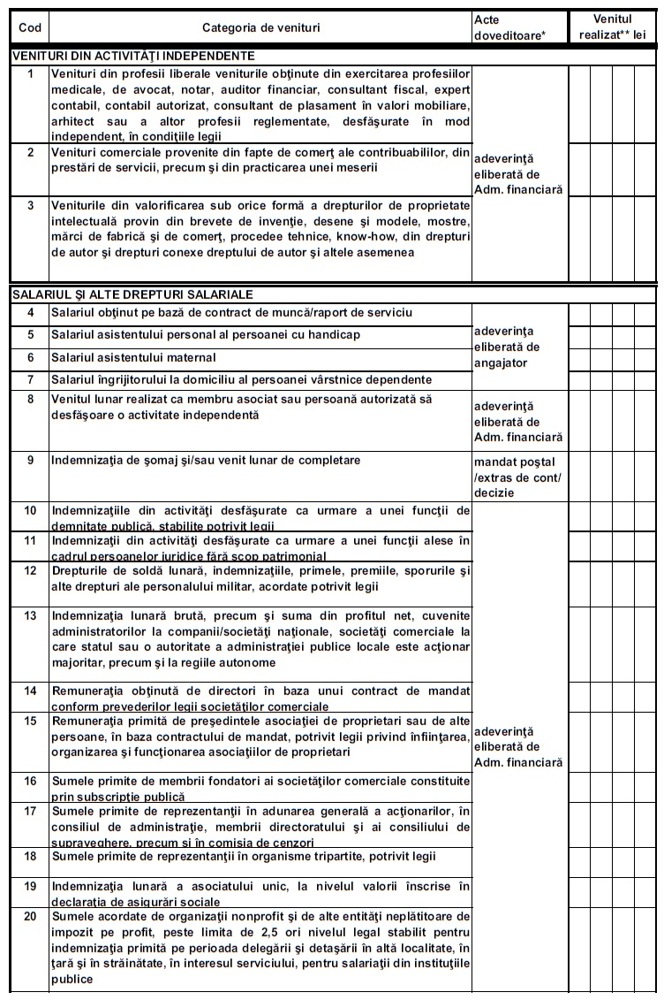 Cod
Categoria de venituri
Acte
doveditoare*
Venitul
realizat** lei
VENITURI DIN ACTIVITĂŢI INDEPENDENTE
1
Venituri din profesii liberale veniturile obţinute din exercitarea profesiilor
medicale, de avocat, notar, auditor financiar, consultant fiscal, expert
contabil, contabil autorizat, consultant de plasament în valori mobiliare,
arhitect sau a altor profesii reglementate, desfăşurate în mod
independent, în condiţiile legii
2
Venituri comerciale provenite din fapte de comerţ ale contribuabililor, din
prestări de servicii, precum şi din practicarea unei meserii
adeverinţă
eliberată de
Adm. financiară
3
Veniturile din valorificarea sub orice formă a drepturilor de proprietate
intelectuală provin din brevete de invenţie, desene şi modele, mostre,
mărci de fabrică şi de comerţ, procedee tehnice, know-how, din drepturi
de autor şi drepturi conexe dreptului de autor şi altele asemenea
SALARIUL ŞI ALTE DREPTURI SALARIALE
4
Salariul obţinut pe bază de contract de muncă/raport de serviciu
5
Salariul asistentului personal al persoanei cu handicap
6
Salariul asistentului maternal
7
Salariul îngrijitorului la domiciliu al persoanei vârstnice dependente
adeverinţa
eliberată de
angajator
8
Venitul lunar realizat ca membru asociat sau persoană autorizată să
desfăşoare o activitate independentă
adeverinţă
eliberată de
Adm. financiară
9
Indemnizaţia de şomaj şi/sau venit lunar de completare
mandat poştal
/extras de cont/
decizie
10
Indemnizaţiile din activităţi desfăşurate ca urmare a unei funcţii de
demnitate publică, stabilite potrivit legii
11
Indemnizaţii din activităţi desfăşurate ca urmare a unei funcţii alese în
cadrul persoanelor juridice fără scop patrimonial
12
Drepturile de soldă lunară, indemnizaţiile, primele, premiile, sporurile şi
alte drepturi ale personalului militar, acordate potrivit legii
13
Indemnizaţia lunară brută, precum şi suma din profitul net, cuvenite
administratorilor la companii/societăţi naţionale, societăţi comerciale la
care statul sau o autoritate a administraţiei publice locale este acţionar
majoritar, precum şi la regiile autonome
14
Remuneraţia obţinută de directori în baza unui contract de mandat
conform prevederilor legii societăţilor comerciale
15
Remuneraţia primită de preşedintele asociaţiei de proprietari sau de alte
persoane, în baza contractului de mandat, potrivit legii privind înfiinţarea,
organizarea şi funcţionarea asociaţiilor de proprietari
adeverinţă
eliberată de
Adm. financiară
16
Sumele primite de membrii fondatori ai societăţilor comerciale constituite
prin subscripţie publică
17
Sumele primite de reprezentanţii în adunarea generală a acţionarilor, în
consiliul de administraţie, membrii directoratului şi ai consiliului de
supraveghere, precum şi în comisia de cenzori
18
Sumele primite de reprezentanţii în organisme tripartite, potrivit legii
19
Indemnizaţia lunară a asociatului unic, la nivelul valorii înscrise în
declaraţia de asigurări sociale
20
Sumele acordate de organizaţii nonprofit şi de alte entităţi neplătitoare de
impozit pe profit, peste limita de 2,5 ori nivelul legal stabilit pentru
indemnizaţia primită pe perioada delegării şi detaşării în altă localitate, în
ţară şi în străinătate, în interesul serviciului, pentru salariaţii din instituţiile
publice